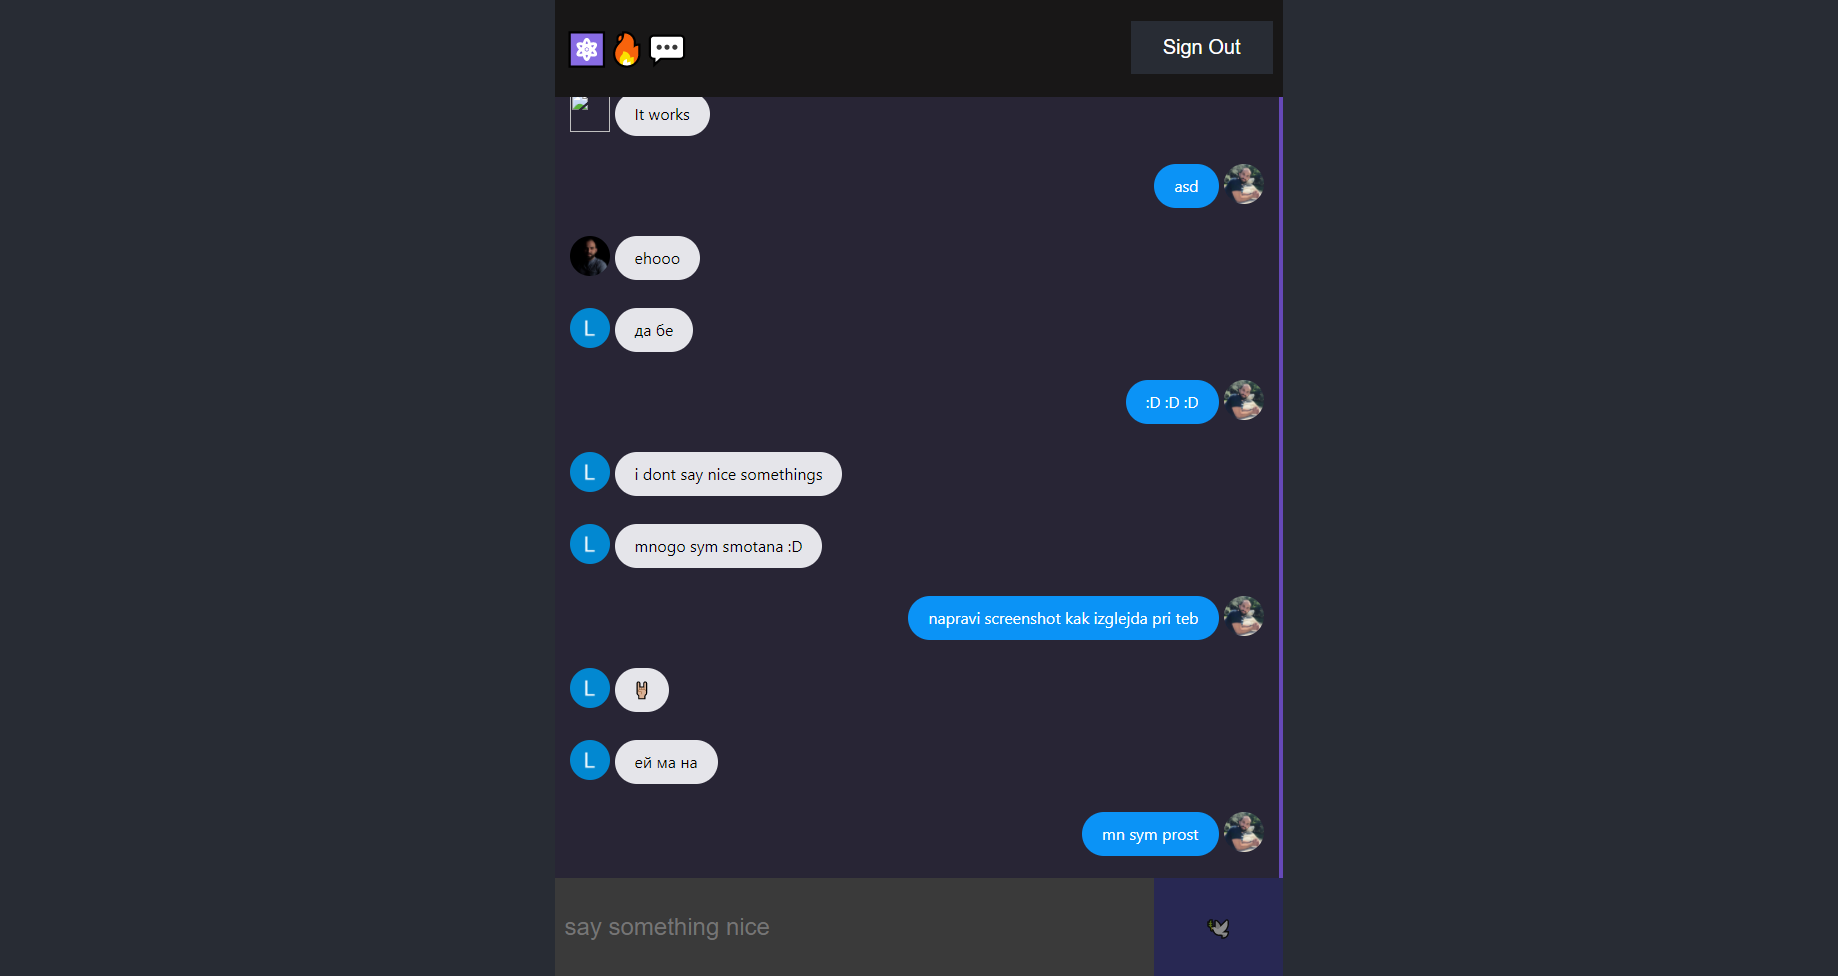 Sign Out
It works
asd
ehooo
L
да бе
:D :D :D
L
i dont say nice somethings
L
mnogo sym smotana :D
napravi screenshot kak izglejda pri teb
L
🤘🏼
L
ей ма на
mn sym prost
say something nice